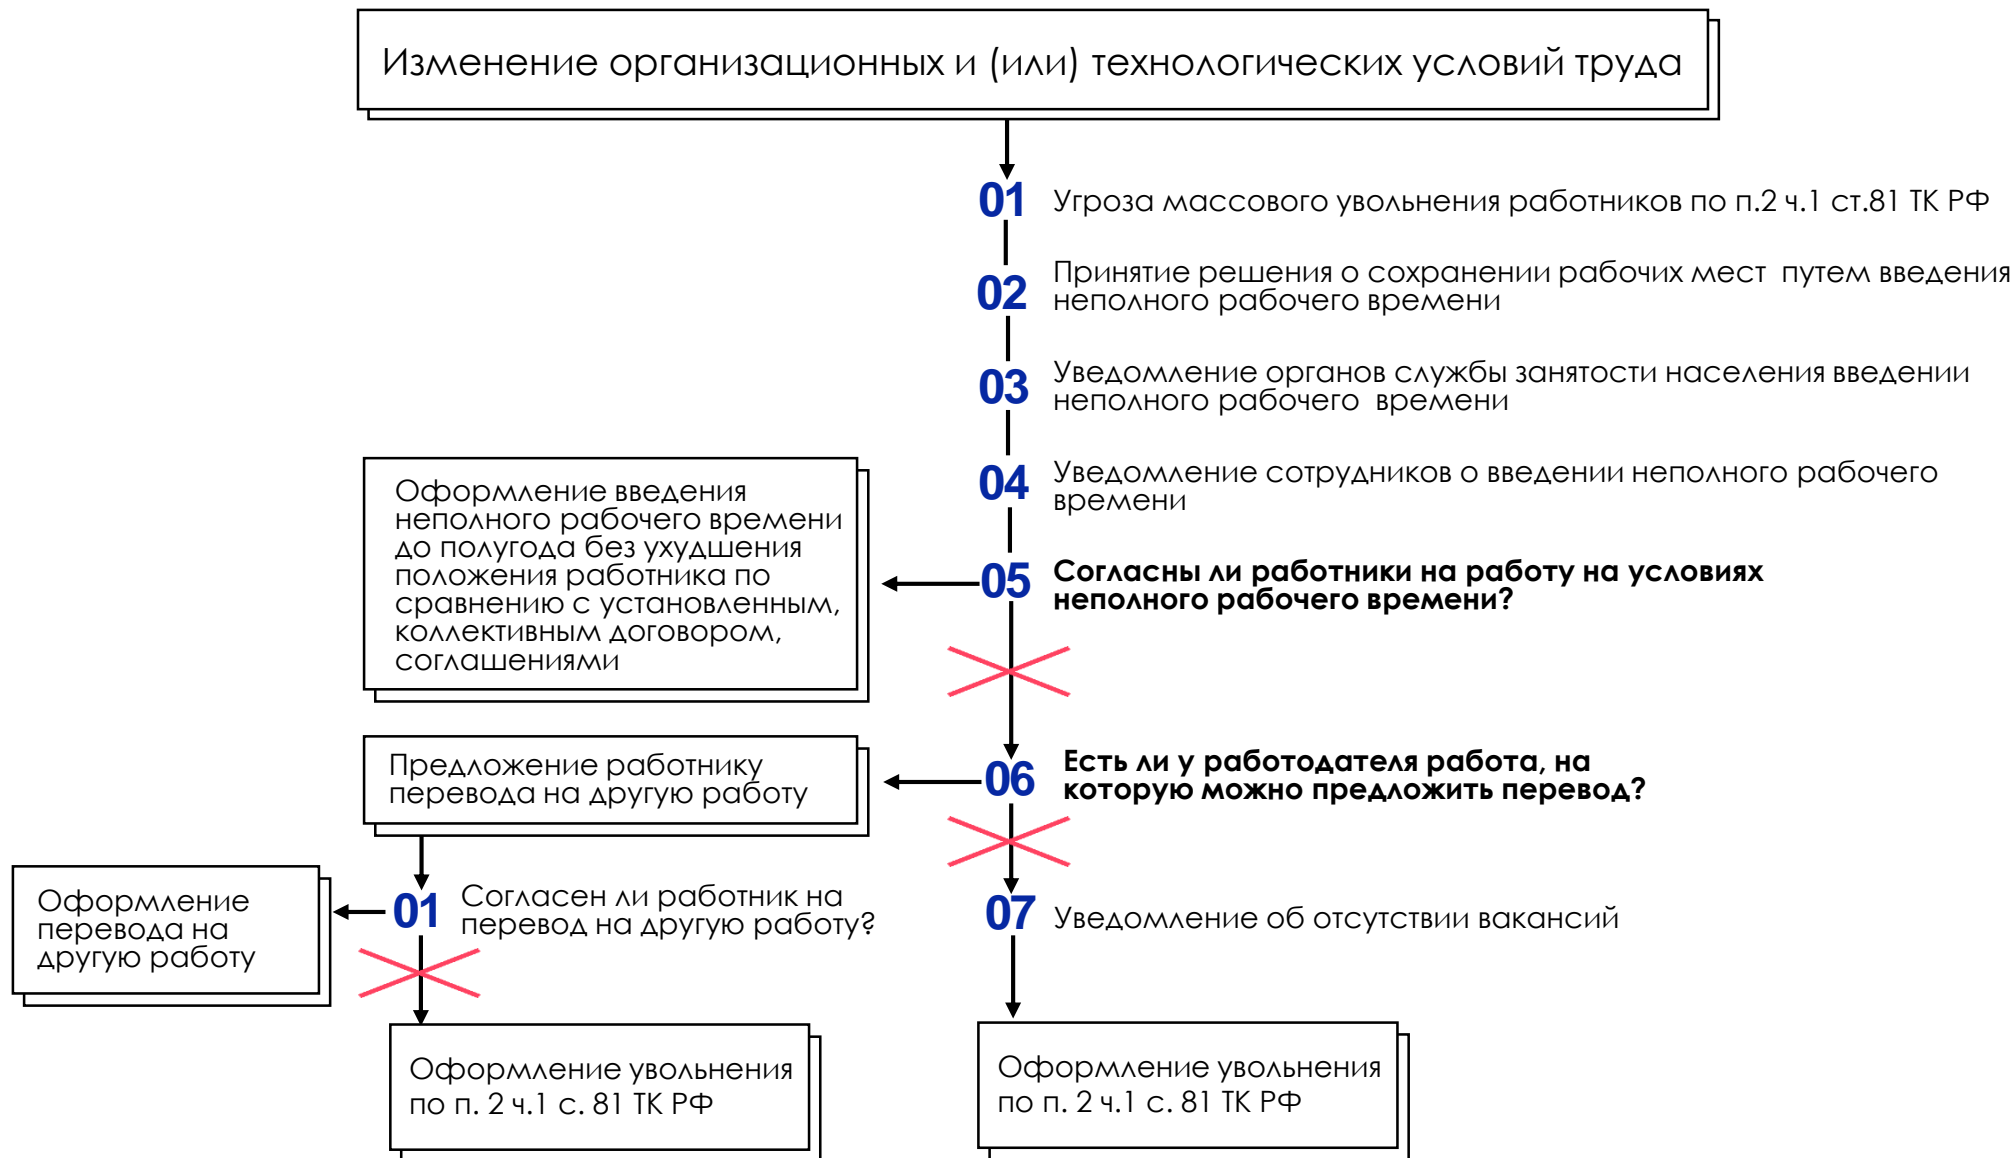 Изменение организационных и (или) технологических условий труда
01
Угроза массового увольнения работников по п.2 ч.1 ст.81 ТК РФ
02
Принятие решения о сохранении рабочих мест путем введения
неполного рабочего времени
03
Уведомление органов службы занятости населения введении
неполного рабочего времени
04
Уведомление сотрудников о введении неполного рабочего
времени
Оформление введения
неполного рабочего времени
до полугода без ухудшения
положения работника по
сравнению с установленным,
коллективным договором,
соглашениями
05
Согласны ли работники на работу на условиях
неполного рабочего времени?
Предложение работнику
перевода на другую работу
06
Есть ли у работодателя работа, на
которую можно предложить перевод?
Оформление
перевода на
другую работу
01
Согласен ли работник на
перевод на другую работу?
07
Уведомление об отсутствии вакансий
Оформление увольнения
по п. 2 ч.1 с. 81 ТК РФ
Оформление увольнения
по п. 2 ч.1 с. 81 ТК РФ